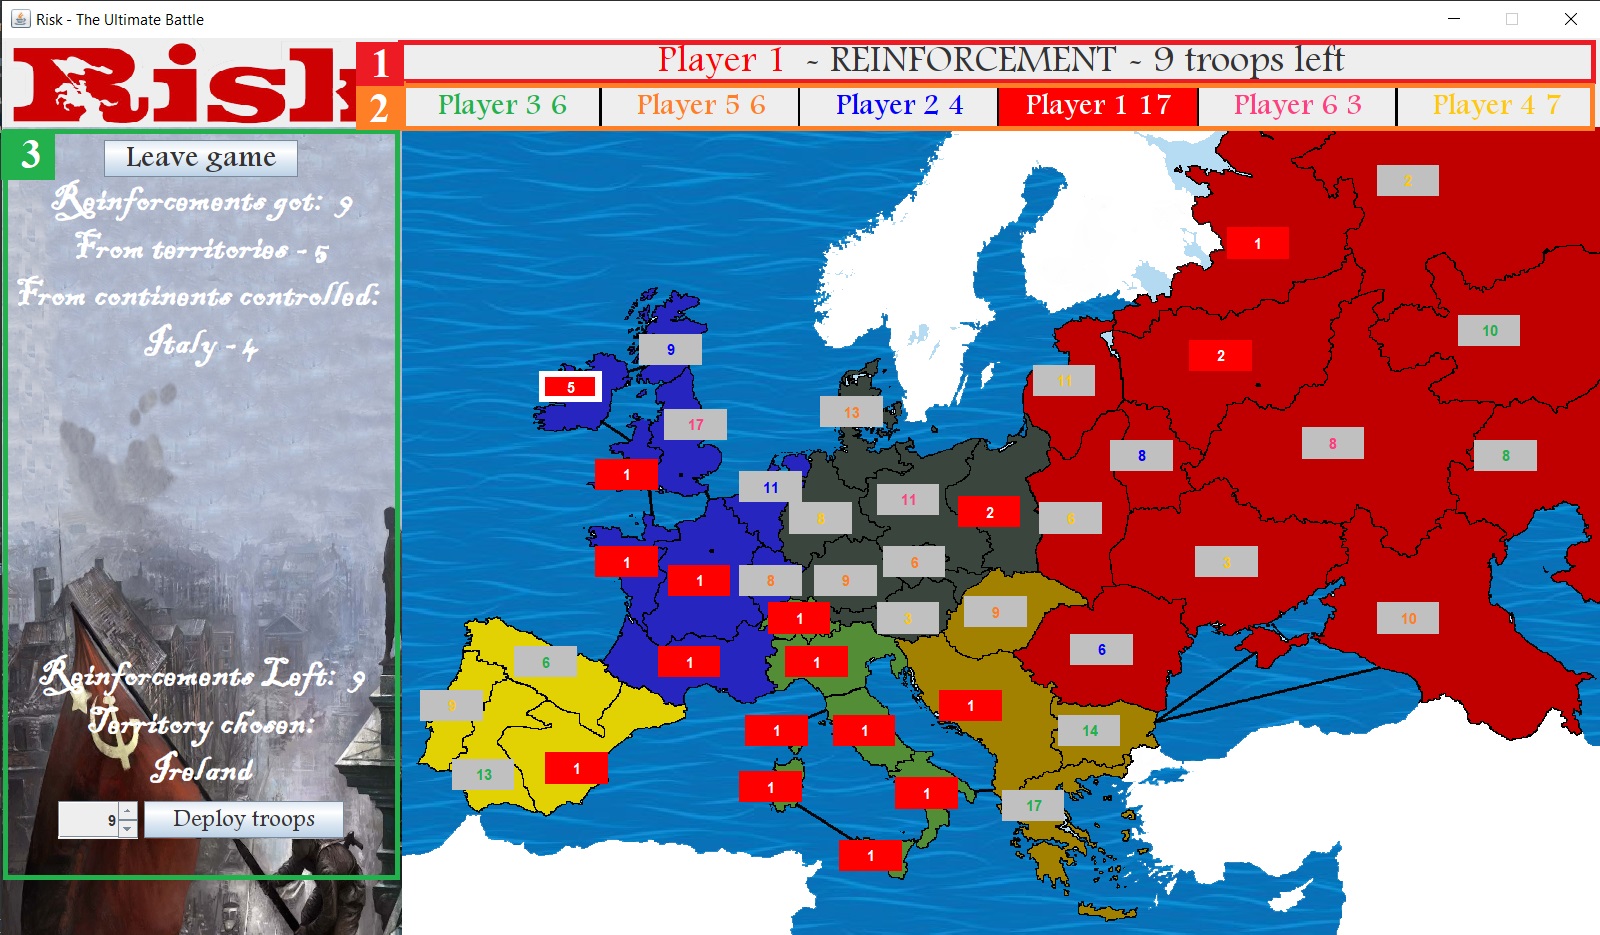 Risk - The Ultimate Battle
Risk
1
Player 1 - REINFORCEMENT - 9 troops left
2
Player 3 6
Player 5 6
Player 2 4
Player 1 17
Player 6 3
Player 4 7
3
Leave game
Reinforcements got: 9
From territories - 5
From continents controlled:
Italy - 4
Reinforcements Left: 9
Territory chosen:
Ireland
9
Deploy troops
2
1
10
9
2
5
11
13
17
8
8
8
1
11
11
2
8
6
1
1
8
9
6
3
9
1
3
10
6
1
1
6
9
1
1
1
14
13
1
1
1
17
1